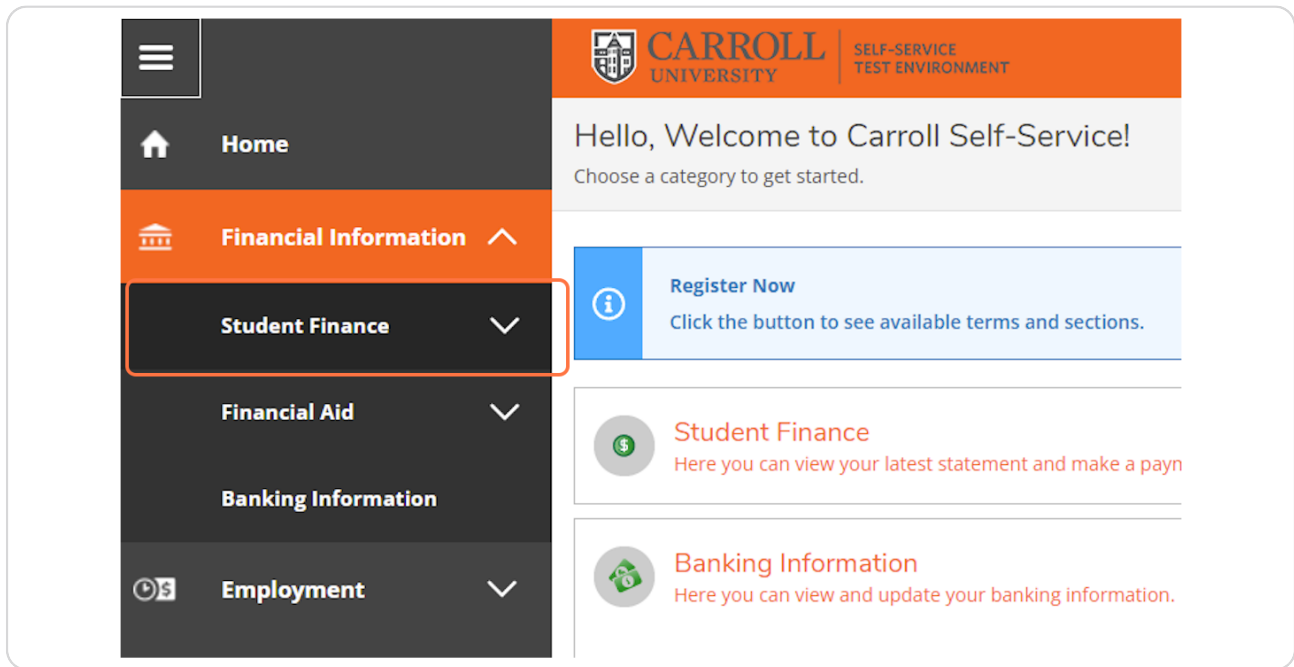 CARROLL
UNIVERSITY
SELF-SERVICE
TEST ENVIRONMENT
Home
Financial Information
Student Finance
Financial Aid
Banking Information
Employment
Hello, Welcome to Carroll Self-Service!
Choose a category to get started.
Register Now
Click the button to see available terms and sections.
Student Finance
Here you can view your latest statement and make a payn
Banking Information
Here you can view and update your banking information.